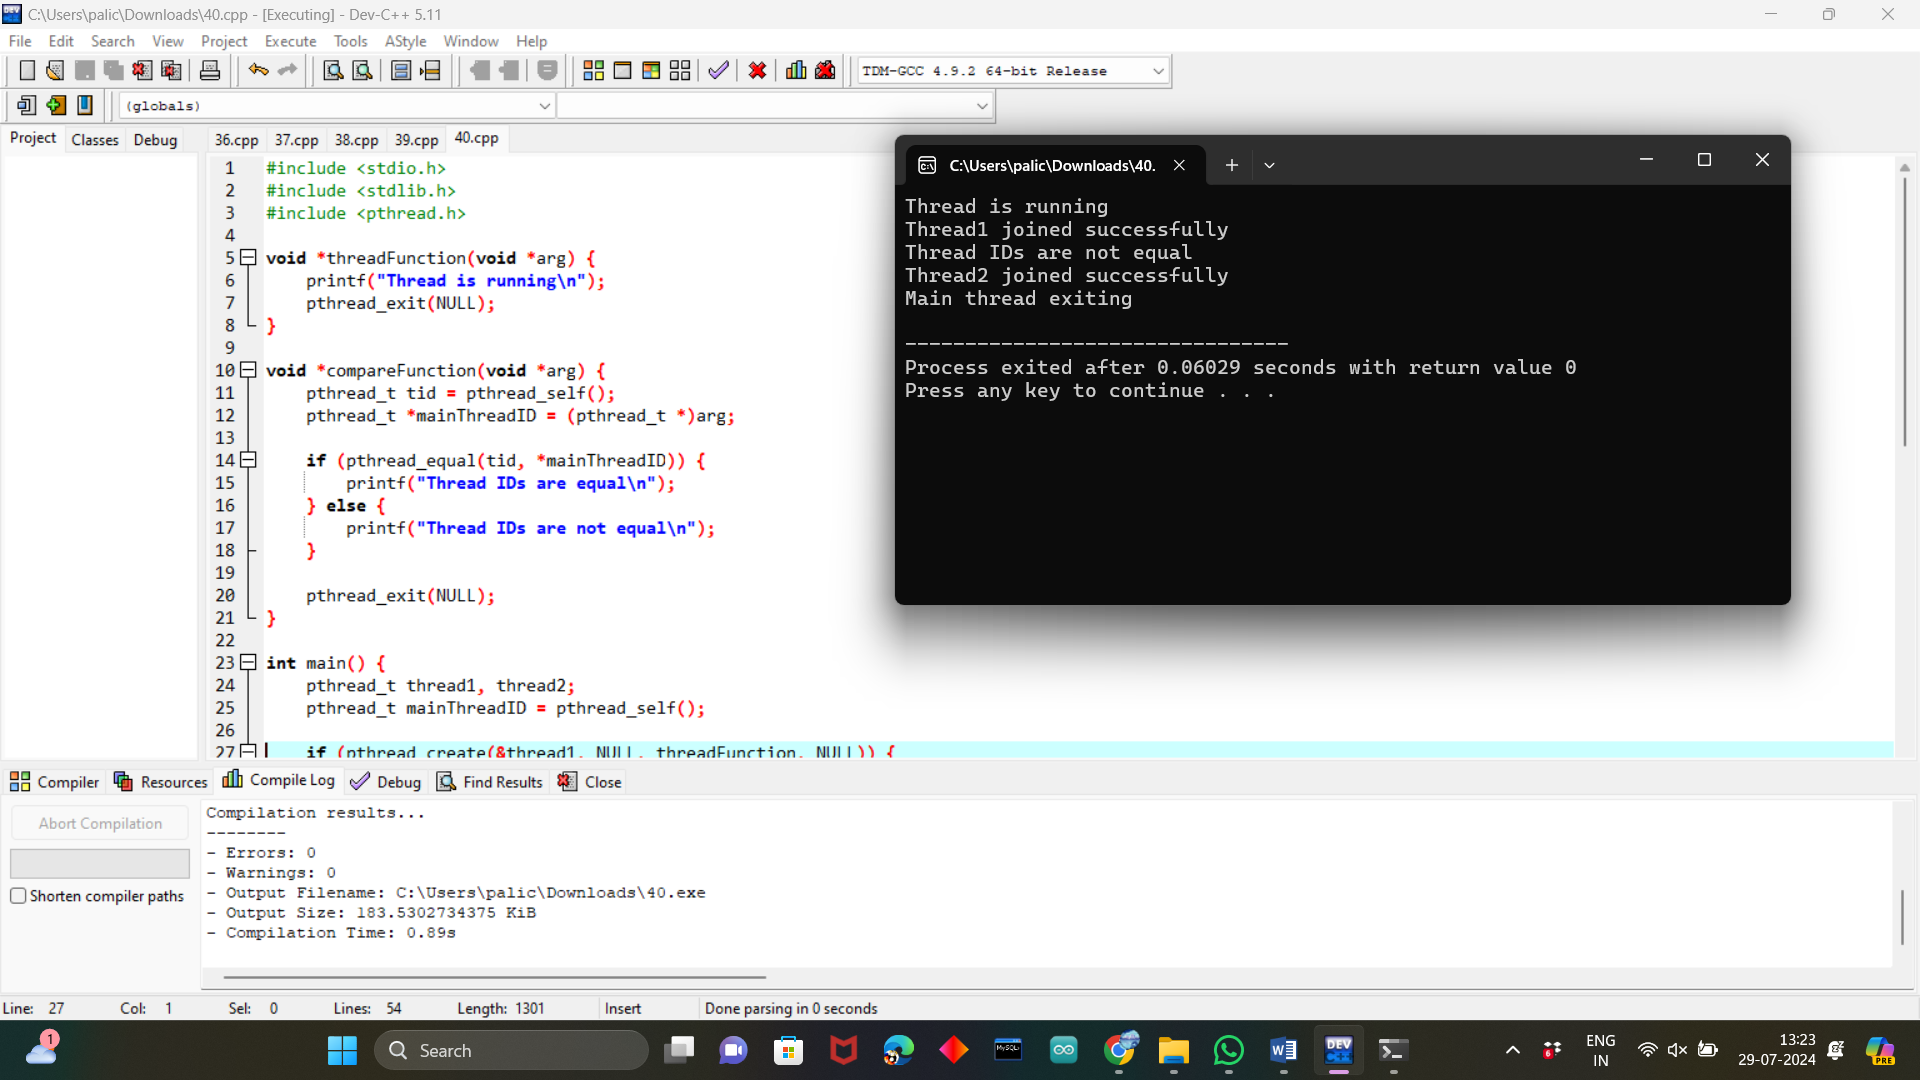 C:\Users\palic\Downloads\40.cpp - [Executing] - Dev-C++ 5.11
File Edit Search View Project Execute Tools AStyle Window Help
TDM-GCC 4.9.2 64-bit Release
(globals)
Project Classes Debug
36.cpp 37.cpp 38.cpp 39.cpp 40.cpp
1 #include <stdio.h>
2 #include <stdlib.h>
3 #include <pthread.h>
4
5 void *threadFunction(void *arg) {
6 printf("Thread is running\n");
7 pthread_exit(NULL);
8 }
9
10 void *compareFunction(void *arg) {
11 pthread_t tid = pthread_self();
12 pthread_t *mainThreadID = (pthread_t *)arg;
13
14 if (pthread_equal(tid, *mainThreadID)) {
15 printf("Thread IDs are equal\n");
16 } else {
17 printf("Thread IDs are not equal\n");
18 }
19
20 pthread_exit(NULL);
21 }
22
23 int main() {
24 pthread_t thread1, thread2;
25 pthread_t mainThreadID = pthread_self();
26
27 if (pthread_create(&thread1, NULL, threadFunction, NULL)) {
C:\Users\palic\Downloads\40.
Thread is running
Thread1 joined successfully
Thread IDs are not equal
Thread2 joined successfully
Main thread exiting
--------------------------------
Process exited after 0.06029 seconds with return value 0
Press any key to continue . . .
Compiler Resources Compile Log Debug Find Results Close
Abort Compilation
Shorten compiler paths
Compilation results...
--------
- Errors: 0
- Warnings: 0
- Output Filename: C:\Users\palic\Downloads\40.exe
- Output Size: 183.5302734375 KiB
- Compilation Time: 0.89s
Line: 27 Col: 1 Sel: 0 Lines: 54 Length: 1301 Insert Done parsing in 0 seconds
1
Search
MySQL
DEV
6
ENG
IN
13:23
29-07-2024
PRE